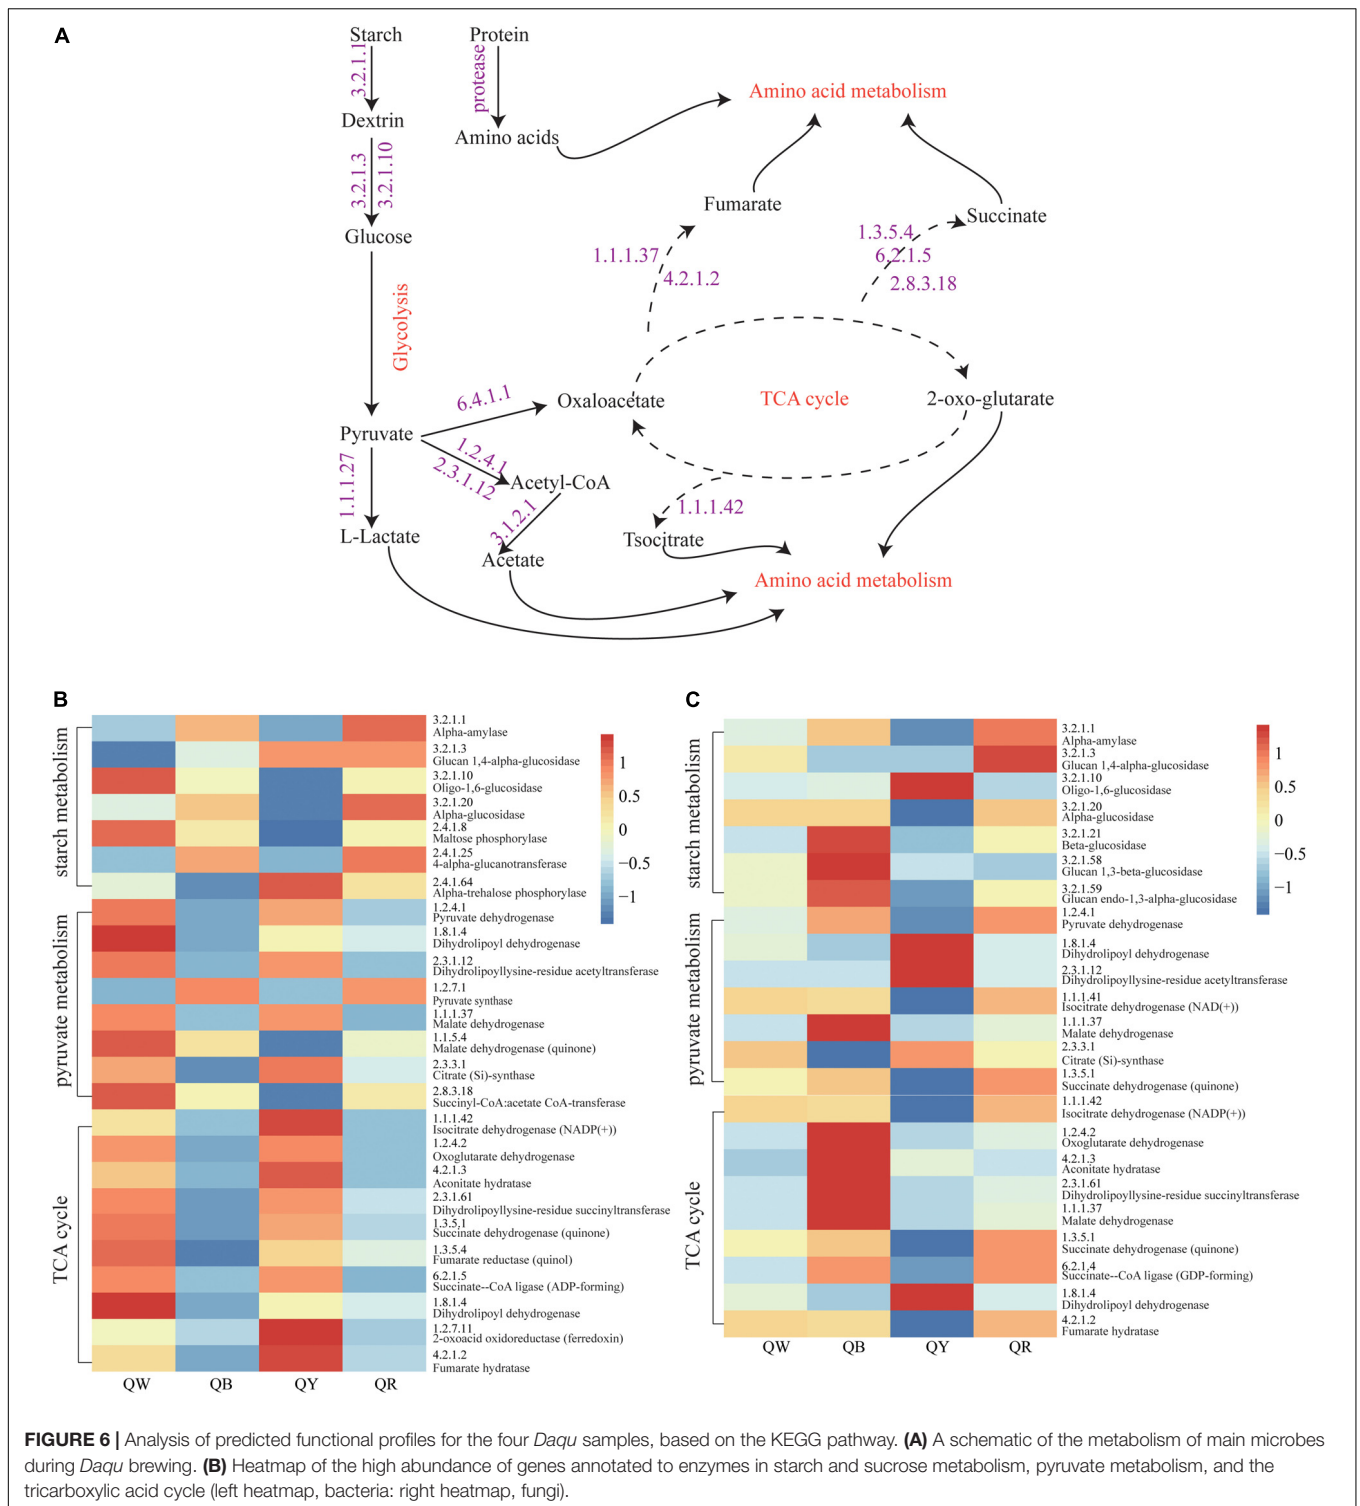 A
Starch
Protein
3.2.1.1
protease
Amino acid metabolism
Dextrin
Amino acids
3.2.1.3
3.2.1.10
Fumarate
Succinate
Glucose
1.1.1.37
4.2.1.2
1.3.5.4
6.2.1.5
2.8.3.18
Glycolysis
6.4.1.1
Oxaloacetate
TCA cycle
2-oxo-glutarate
Pyruvate
1.1.1.27
1.2.4.1
2.3.1.12
Acetyl-CoA
3.1.2.1
1.1.1.42
L-Lactate
Acetate
Tsocitrate
Amino acid metabolism
B
starch metabolism
pyruvate metabolism
TCA cycle
3.2.1.1
Alpha-amylase
3.2.1.3
Glucan 1,4-alpha-glucosidase
3.2.1.10
Oligo-1,6-glucosidase
3.2.1.20
Alpha-glucosidase
2.4.1.8
Maltose phosphorylase
2.4.1.25
4-alpha-glucanotransferase
2.4.1.64
Alpha-trehalose phosphorylase
1.2.4.1
Pyruvate dehydrogenase
1.8.1.4
Dihydrolipoyl dehydrogenase
2.3.1.12
Dihydrolipoyllysine-residue acetyltransferase
1.2.7.1
Pyruvate synthase
1.1.1.37
Malate dehydrogenase
1.1.5.4
Malate dehydrogenase (quinone)
2.3.3.1
Citrate (Si)-synthase
2.8.3.18
Succinyl-CoA:acetate CoA-transferase
1.1.1.42
Isocitrate dehydrogenase (NADP(+))
1.2.4.2
Oxoglutarate dehydrogenase
4.2.1.3
Aconitate hydratase
2.3.1.61
Dihydrolipoyllysine-residue succinyltransferase
1.3.5,1
Succinate dehydrogenase (quinone)
1.3.5.4
Fumarate reductase (quinol)
6.2.1.5
Succinate--CoA ligase (ADP-forming)
1.8.1.4
Dihydrolipoyl dehydrogenase
1.2.7.11
2-oxoacid oxidoreductase (ferredoxin)
4.2.1.2
Fumarate hydratase
QW QB QY QR
1
0.5
0
−0.5
−1
C
starch metabolism
pyruvate metabolism
TCA cycle
3.2.1.1
Alpha-amylase
3.2.1.3
Glucan 1,4-alpha-glucosidase
3.2.1.10
Oligo-1,6-glucosidase
3.2.1.20
Alpha-glucosidase
3.2.1.21
Beta-glucosidase
3.2.1.58
Glucan 1,3-beta-glucosidase
3.2.1.59
Glucan endo-1,3-alpha-glucosidase
1.2.4.1
Pyruvate dehydrogenase
1.8.1.4
Dihydrolipoyl dehydrogenase
2.3.1.12
Dihydrolipoyllysine-residue acetyltransferase
1.1.1.41
Isocitrate dehydrogenase (NAD(+))
1.1.1.37
Malate dehydrogenase
2.3.3.1
Citrate (Si)-synthase
1.3.5.1
Succinate dehydrogenase (quinone)
1.1.1.42
Isocitrate dehydrogenase (NADP(+))
1.2.4.2
Oxoglutarate dehydrogenase
4.2.1.3
Aconitate hydratase
2.3.1.61
Dihydrolipoyllysine-residue succinyltransferase
1.1.1.37
Malate dehydrogenase
1.3.5.1
Succinate dehydrogenase (quinone)
6.2.1,4
Succinate--CoA ligase (GDP-forming)
1.8.1.4
Dihydrolipoyl dehydrogenase
4.2.1.2
Fumarate hydratase
QW QB QY QR
1
0.5
0
−0.5
−1
FIGURE 6 | Analysis of predicted functional profiles for the four Daqu samples, based on the KEGG pathway. (A) A schematic of the metabolism of main microbes
during Daqu brewing. (B) Heatmap of the high abundance of genes annotated to enzymes in starch and sucrose metabolism, pyruvate metabolism, and the
tricarboxylic acid cycle (left heatmap, bacteria: right heatmap, fungi).